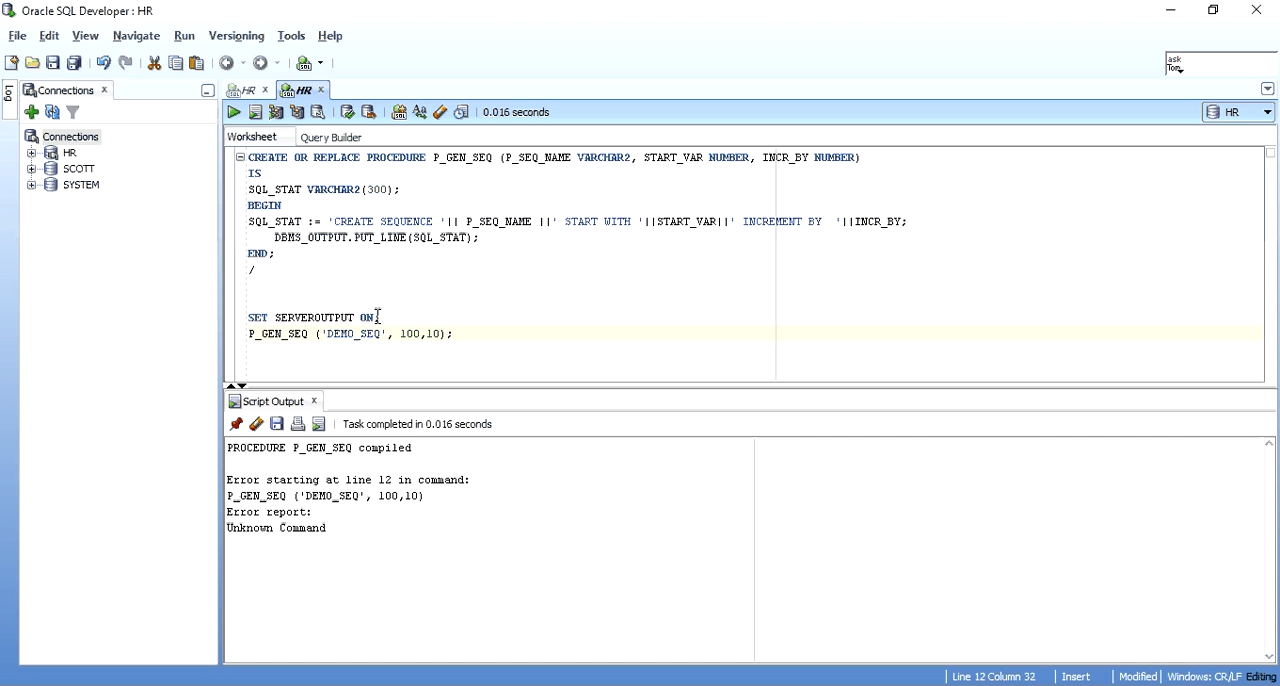 Oracle SQL Developer : HR
File Edit View Navigate Run Versioning Tools Help
ask
Tom
Log
Connections
HR
HR
0.016 seconds
HR
Worksheet
Query Builder
Connections
HR
SCOTT
SYSTEM
CREATE OR REPLACE PROCEDURE P_GEN_SEQ (P_SEQ_NAME VARCHAR2, START_VAR NUMBER, INCR_BY NUMBER)
IS
SQL_STAT VARCHAR2(300);
BEGIN
SQL_STAT := 'CREATE SEQUENCE '|| P_SEQ_NAME ||' START WITH '||START_VAR||' INCREMENT BY  '||INCR_BY;
DBMS_OUTPUT.PUT_LINE(SQL_STAT);
END;
/
SET SERVEROUTPUT ON
P_GEN_SEQ ('DEMO_SEQ', 100,10);
Script Output
Task completed in 0.016 seconds
PROCEDURE P_GEN_SEQ compiled
Error starting at line 12 in command:
P_GEN_SEQ ('DEMO_SEQ', 100,10)
Error report:
Unknown Command
Line 12 Column 32
Insert
Modified
Windows: CR/LF
Editing